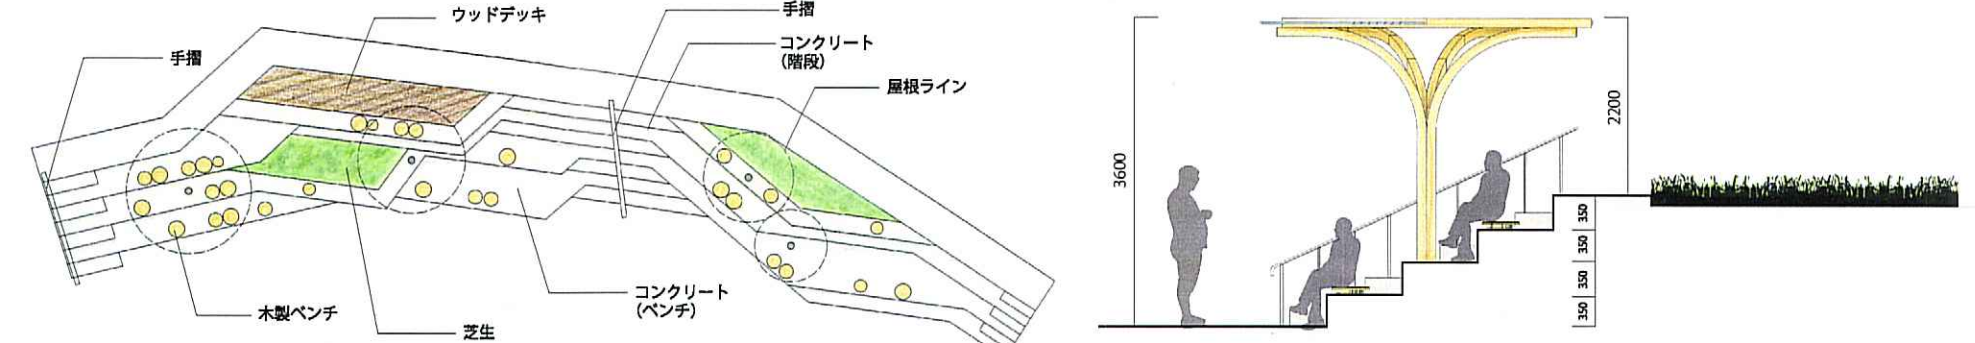 ウッドデッキ
手摺
コンクリート
(階段)
手摺
屋根ライン
木製ベンチ
芝生
コンクリート
(ベンチ)
3600
2200
350
350
350
350